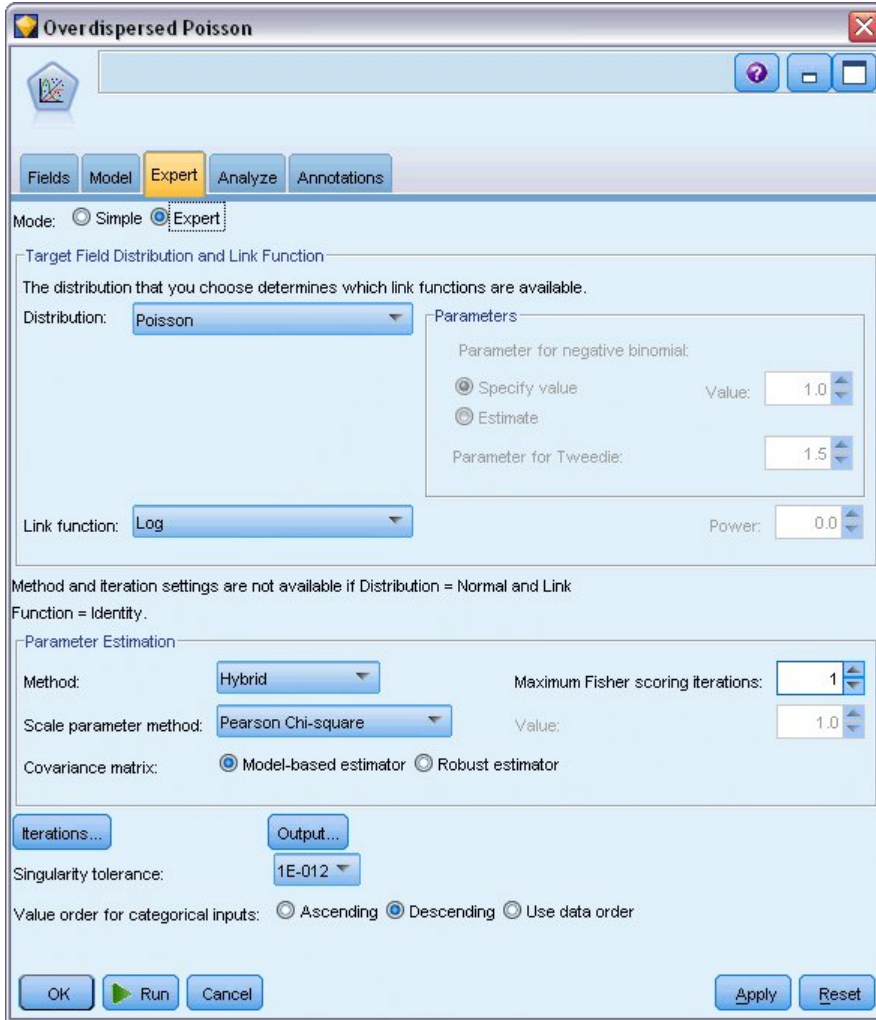 Overdispersed Poisson
Fields Model Expert Analyze Annotations
Mode: Simple Expert
Target Field Distribution and Link Function
The distribution that you choose determines which link functions are available.
Distribution: Poisson
Parameters
Parameter for negative binomial:
Specify value Value: 1.0
Estimate
Parameter for Tweedie: 1.5
Link function: Log Power: 0.0
Method and iteration settings are not available if Distribution = Normal and Link
Function = Identity.
Parameter Estimation
Method: Hybrid Maximum Fisher scoring iterations: 1
Scale parameter method: Pearson Chi-square Value: 1.0
Covariance matrix: Model-based estimator Robust estimator
Iterations... Output...
Singularity tolerance: 1E-012
Value order for categorical inputs: Ascending Descending Use data order
OK Run Cancel Apply Reset